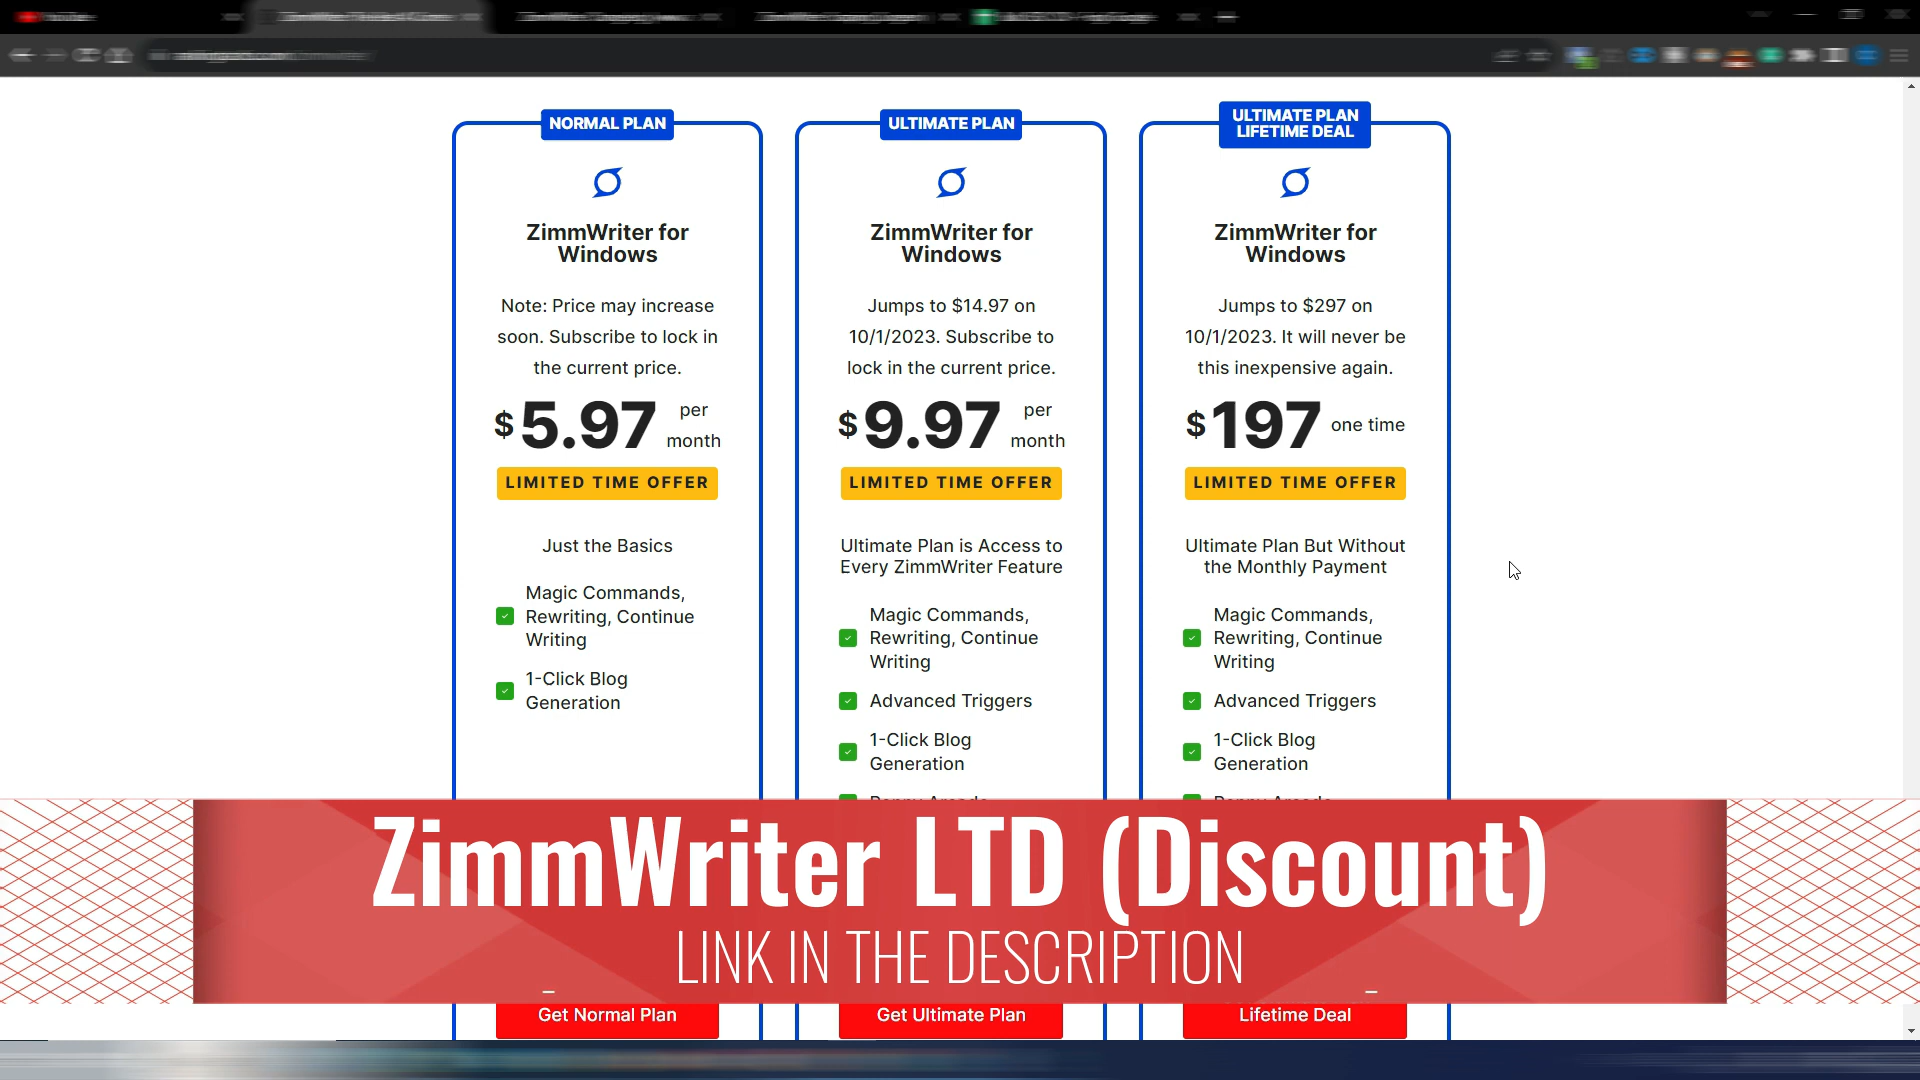 NORMAL PLAN
ZimmWriter for
Windows
Note: Price may increase
soon. Subscribe to lock in
the current price.
$5.97 per
month
LIMITED TIME OFFER
Just the Basics
Magic Commands,
Rewriting, Continue
Writing
1-Click Blog
Generation
Get Normal Plan
ULTIMATE PLAN
ZimmWriter for
Windows
Jumps to $14.97 on
10/1/2023. Subscribe to
lock in the current price.
$9.97 per
month
LIMITED TIME OFFER
Ultimate Plan is Access to
Every ZimmWriter Feature
Magic Commands,
Rewriting, Continue
Writing
Advanced Triggers
1-Click Blog
Generation
Get Ultimate Plan
ULTIMATE PLAN
LIFETIME DEAL
ZimmWriter for
Windows
Jumps to $297 on
10/1/2023. It will never be
this inexpensive again.
$197 one time
LIMITED TIME OFFER
Ultimate Plan But Without
the Monthly Payment
Magic Commands,
Rewriting, Continue
Writing
Advanced Triggers
1-Click Blog
Generation
Lifetime Deal
ZimmWriter LTD (Discount)
LINK IN THE DESCRIPTION